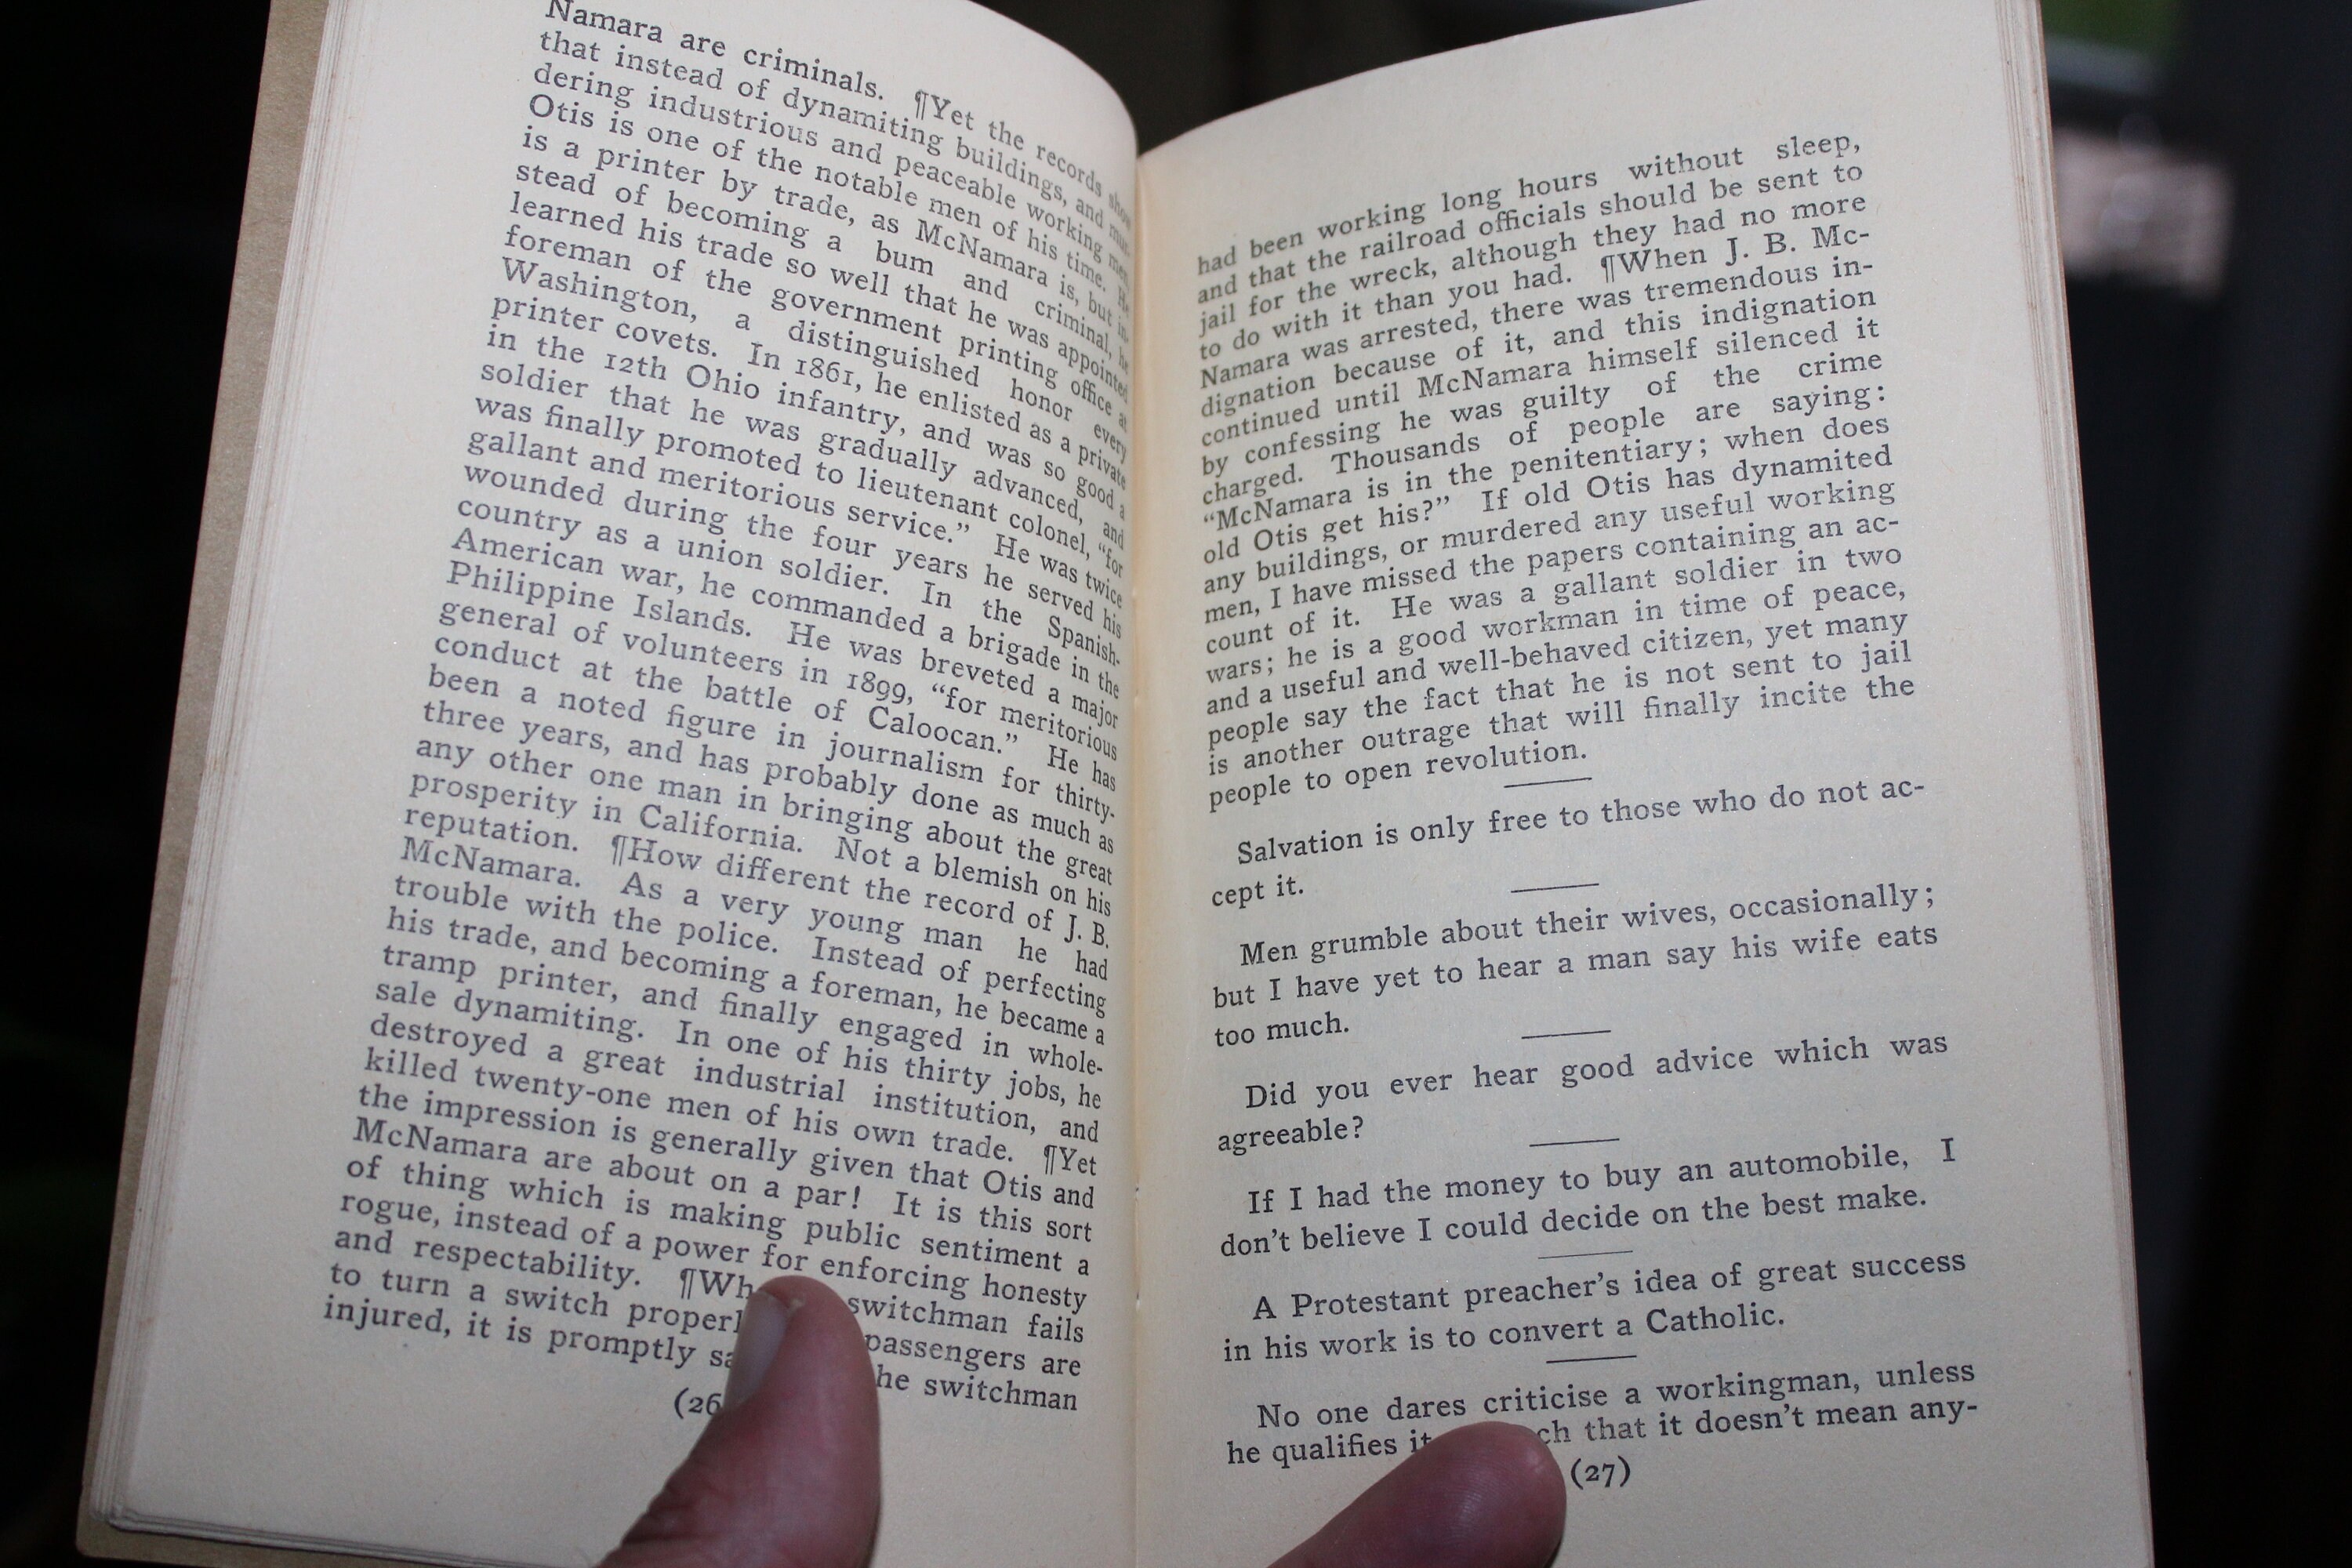 Namara are criminals. ¶Yet the records show
that instead of dynamiting buildings, and mur-
dering industrious and peaceable working men,
Otis is one of the notable men of his time. He
is a printer by trade, as McNamara is, but in-
stead of becoming a bum and criminal, he
learned his trade so well that he was appointed
foreman of the government printing office at
Washington, a distinguished honor every
printer covets. In 1861, he enlisted as a private
in the 12th Ohio infantry, and was so good a
soldier that he was gradually advanced, and
was finally promoted to lieutenant colonel, “for
gallant and meritorious service.” He was twice
wounded during the four years he served his
country as a union soldier. In the Spanish-
American war, he commanded a brigade in the
Philippine Islands. He was breveted a major
general of volunteers in 1899, “for meritorious
conduct at the battle of Caloocan.” He has
been a noted figure in journalism for thirty-
three years, and has probably done as much as
any other one man in bringing about the great
prosperity in California. Not a blemish on his
reputation. ¶How different the record of J. B.
McNamara. As a very young man he had
trouble with the police. Instead of perfecting
his trade, and becoming a foreman, he became a
tramp printer, and finally engaged in whole-
sale dynamiting. In one of his thirty jobs, he
destroyed a great industrial institution, and
killed twenty-one men of his own trade. ¶Yet
the impression is generally given that Otis and
McNamara are about on a par! It is this sort
of thing which is making public sentiment a
rogue, instead of a power for enforcing honesty
and respectability. ¶Wh switchman fails
to turn a switch properl passengers are
injured, it is promptly sa he switchman
(26
had been working long hours without sleep,
and that the railroad officials should be sent to
jail for the wreck, although they had no more
to do with it than you had. ¶When J. B. Mc-
Namara was arrested, there was tremendous in-
dignation because of it, and this indignation
continued until McNamara himself silenced it
by confessing he was guilty of the crime
charged. Thousands of people are saying:
“McNamara is in the penitentiary; when does
old Otis get his?” If old Otis has dynamited
any buildings, or murdered any useful working
men, I have missed the papers containing an ac-
count of it. He was a gallant soldier in two
wars; he is a good workman in time of peace,
and a useful and well-behaved citizen, yet many
people say the fact that he is not sent to jail
is another outrage that will finally incite the
people to open revolution.
Salvation is only free to those who do not ac-
cept it.
Men grumble about their wives, occasionally;
but I have yet to hear a man say his wife eats
too much.
Did you ever hear good advice which was
agreeable?
If I had the money to buy an automobile, I
don’t believe I could decide on the best make.
A Protestant preacher’s idea of great success
in his work is to convert a Catholic.
No one dares criticise a workingman, unless
he qualifies it ch that it doesn’t mean any-
(27)